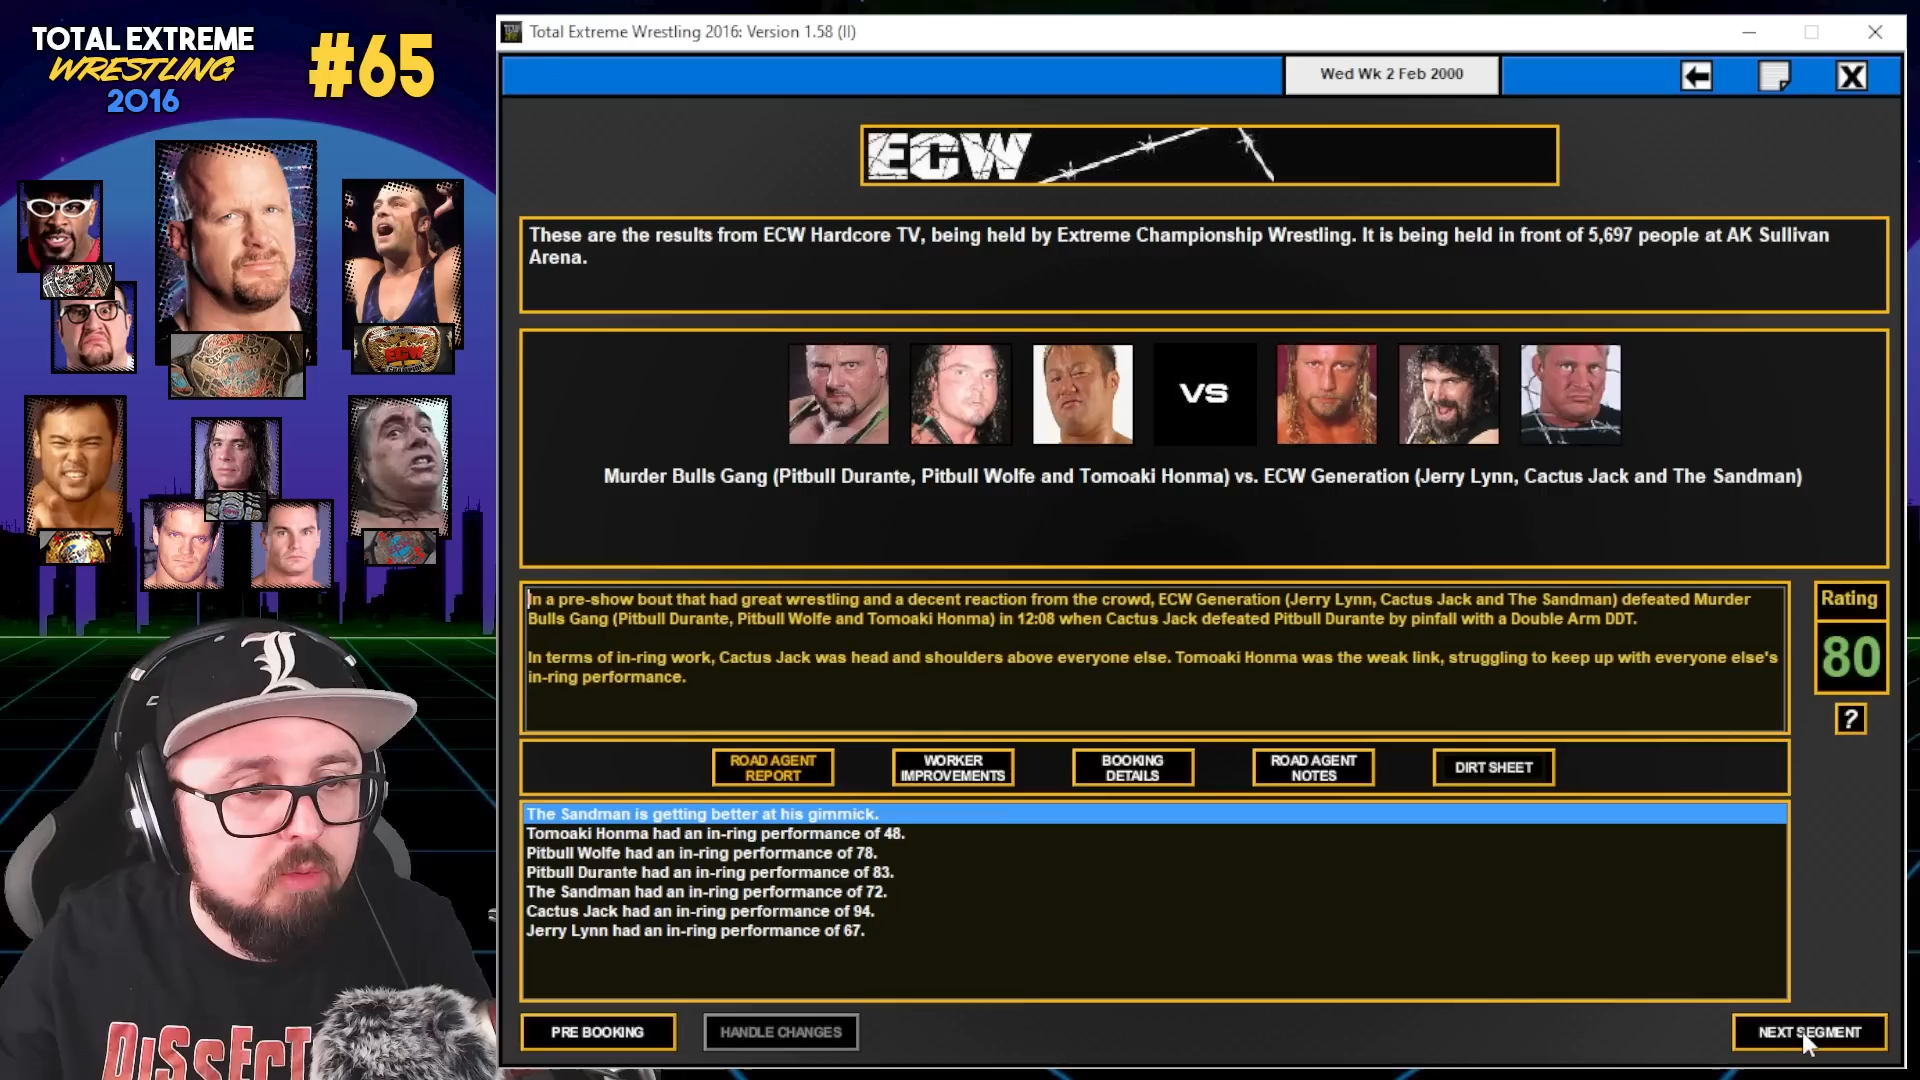 TOTAL EXTREME
WRESTLING
2016
#65
Total Extreme Wrestling 2016: Version 1.58 (II)
Wed Wk 2 Feb 2000
ECW
These are the results from ECW Hardcore TV, being held by Extreme Championship Wrestling. It is being held in front of 5,697 people at AK Sullivan
Arena.
VS
Murder Bulls Gang (Pitbull Durante, Pitbull Wolfe and Tomoaki Honma) vs. ECW Generation (Jerry Lynn, Cactus Jack and The Sandman)
In a pre-show bout that had great wrestling and a decent reaction from the crowd, ECW Generation (Jerry Lynn, Cactus Jack and The Sandman) defeated Murder
Bulls Gang (Pitbull Durante, Pitbull Wolfe and Tomoaki Honma) in 12:08 when Cactus Jack defeated Pitbull Durante by pinfall with a Double Arm DDT.
In terms of in-ring work, Cactus Jack was head and shoulders above everyone else. Tomoaki Honma was the weak link, struggling to keep up with everyone else's
in-ring performance.
Rating
80
?
ROAD AGENT
REPORT
WORKER
IMPROVEMENTS
BOOKING
DETAILS
ROAD AGENT
NOTES
DIRT SHEET
The Sandman is getting better at his gimmick.
Tomoaki Honma had an in-ring performance of 48.
Pitbull Wolfe had an in-ring performance of 78.
Pitbull Durante had an in-ring performance of 83.
The Sandman had an in-ring performance of 72.
Cactus Jack had an in-ring performance of 94.
Jerry Lynn had an in-ring performance of 67.
PRE BOOKING
HANDLE CHANGES
NEXT SEGMENT